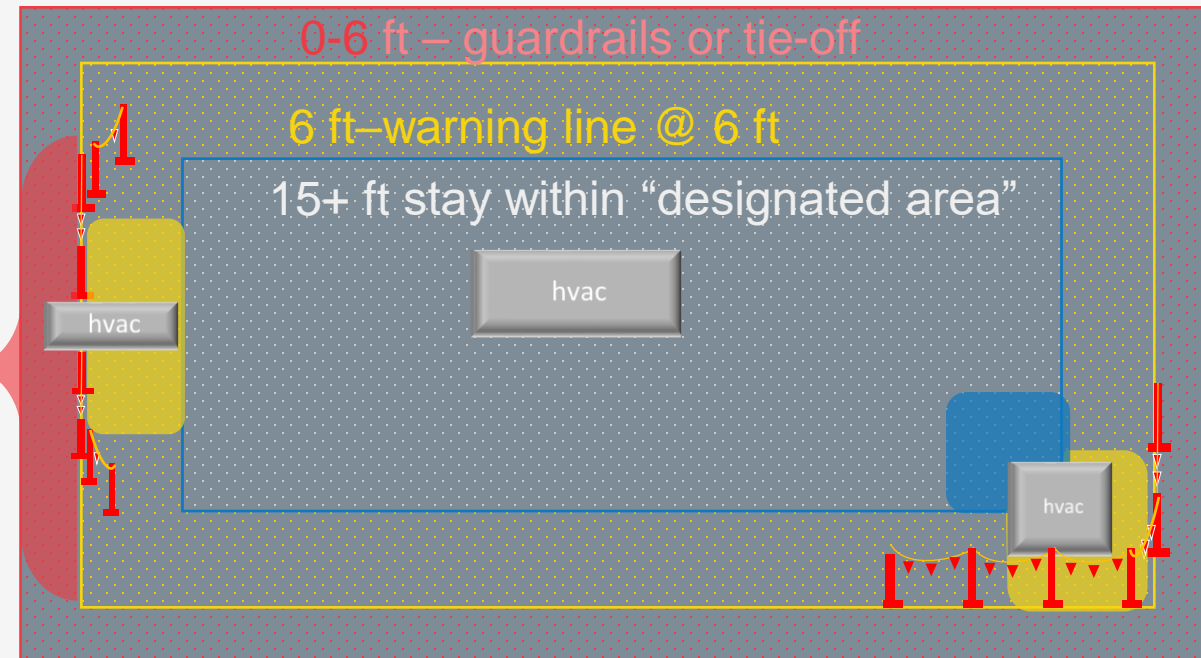 0-6 ft – guardrails or tie-off
6 ft–warning line @ 6 ft
15+ ft stay within “designated area”
hvac
hvac
hvac